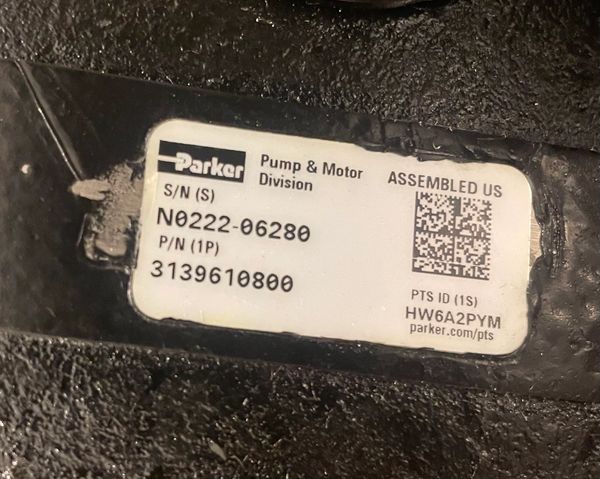 Parker
Pump & Motor
Division
ASSEMBLED US
S/N (S)
N0222-06280
P/N (1P)
3139610800
PTS ID (1S)
HW6A2PYM
parker.com/pts